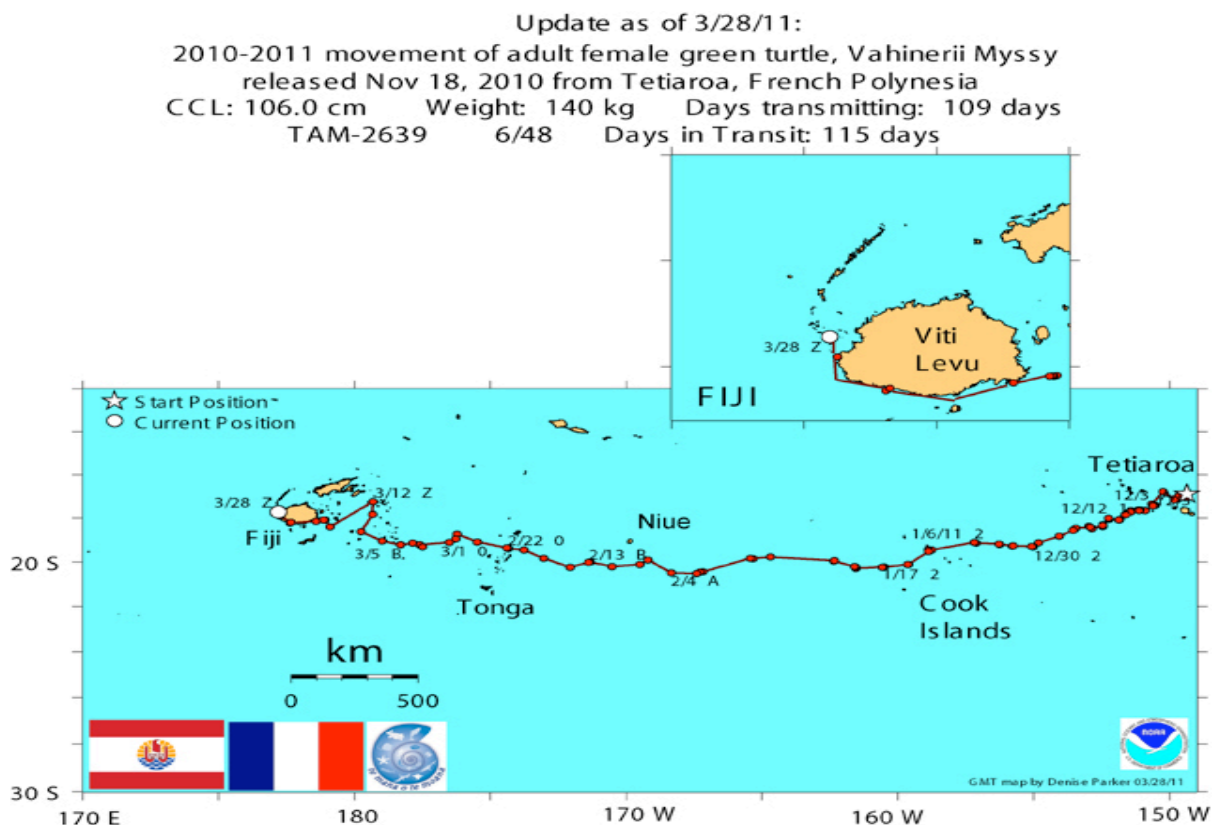 Update as of 3/28/11:
2010-2011 movement of adult female green turtle, Vahinerii Myssy
released Nov 18, 2010 from Tetiaroa, French Polynesia
CCL: 106.0 cm Weight: 140 kg Days transmitting: 109 days
TAM-2639 6/48 Days in Transit: 115 days
3/28 Z
Viti
Levu
FIJI
Start Position
Current Position
Tetiaroa
3/28 Z
3/12 Z
12/3
12/12
Fiji
Niue
3/5 B
3/1 0
2/22 0
2/13 B
1/6/11 2
12/30 2
20 S
2/4 A
1/17 2
Tonga
Cook
Islands
km
0 500
NOAA
te mana o te moana
GMT map by Denise Parker 03/28/11
30 S
170 E 180 170 W 160 W 150 W